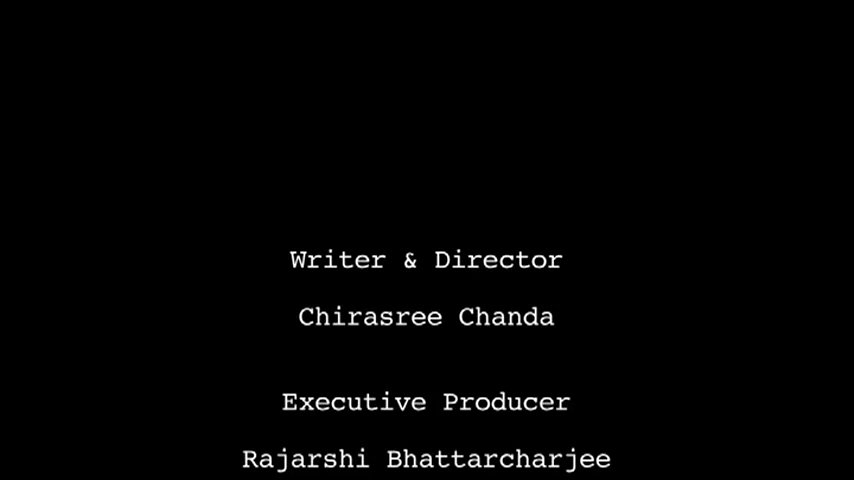 Writer & Director
Chirasree Chanda
Executive Producer
Rajarshi Bhattarcharjee